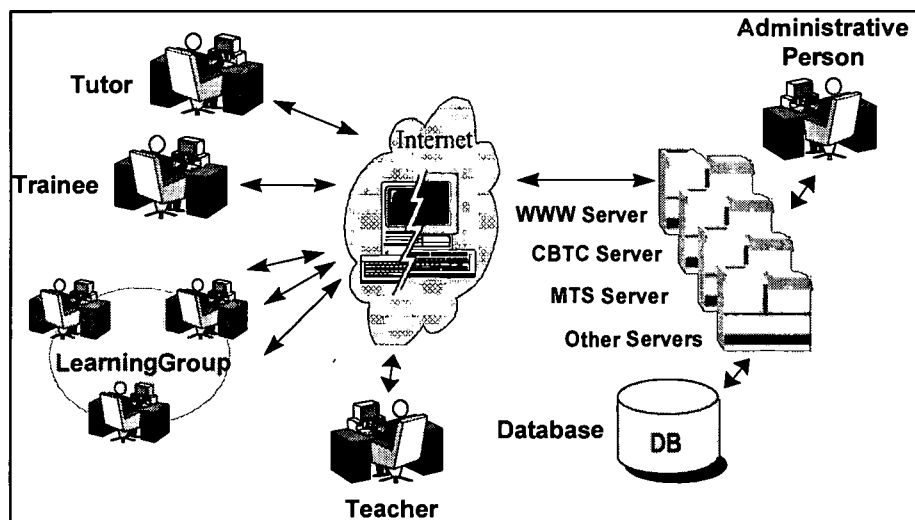 Administrative
Person
Tutor
Internet
Trainee
WWW Server
CBTC Server
MTS Server
Other Servers
LearningGroup
Database
DB
Teacher